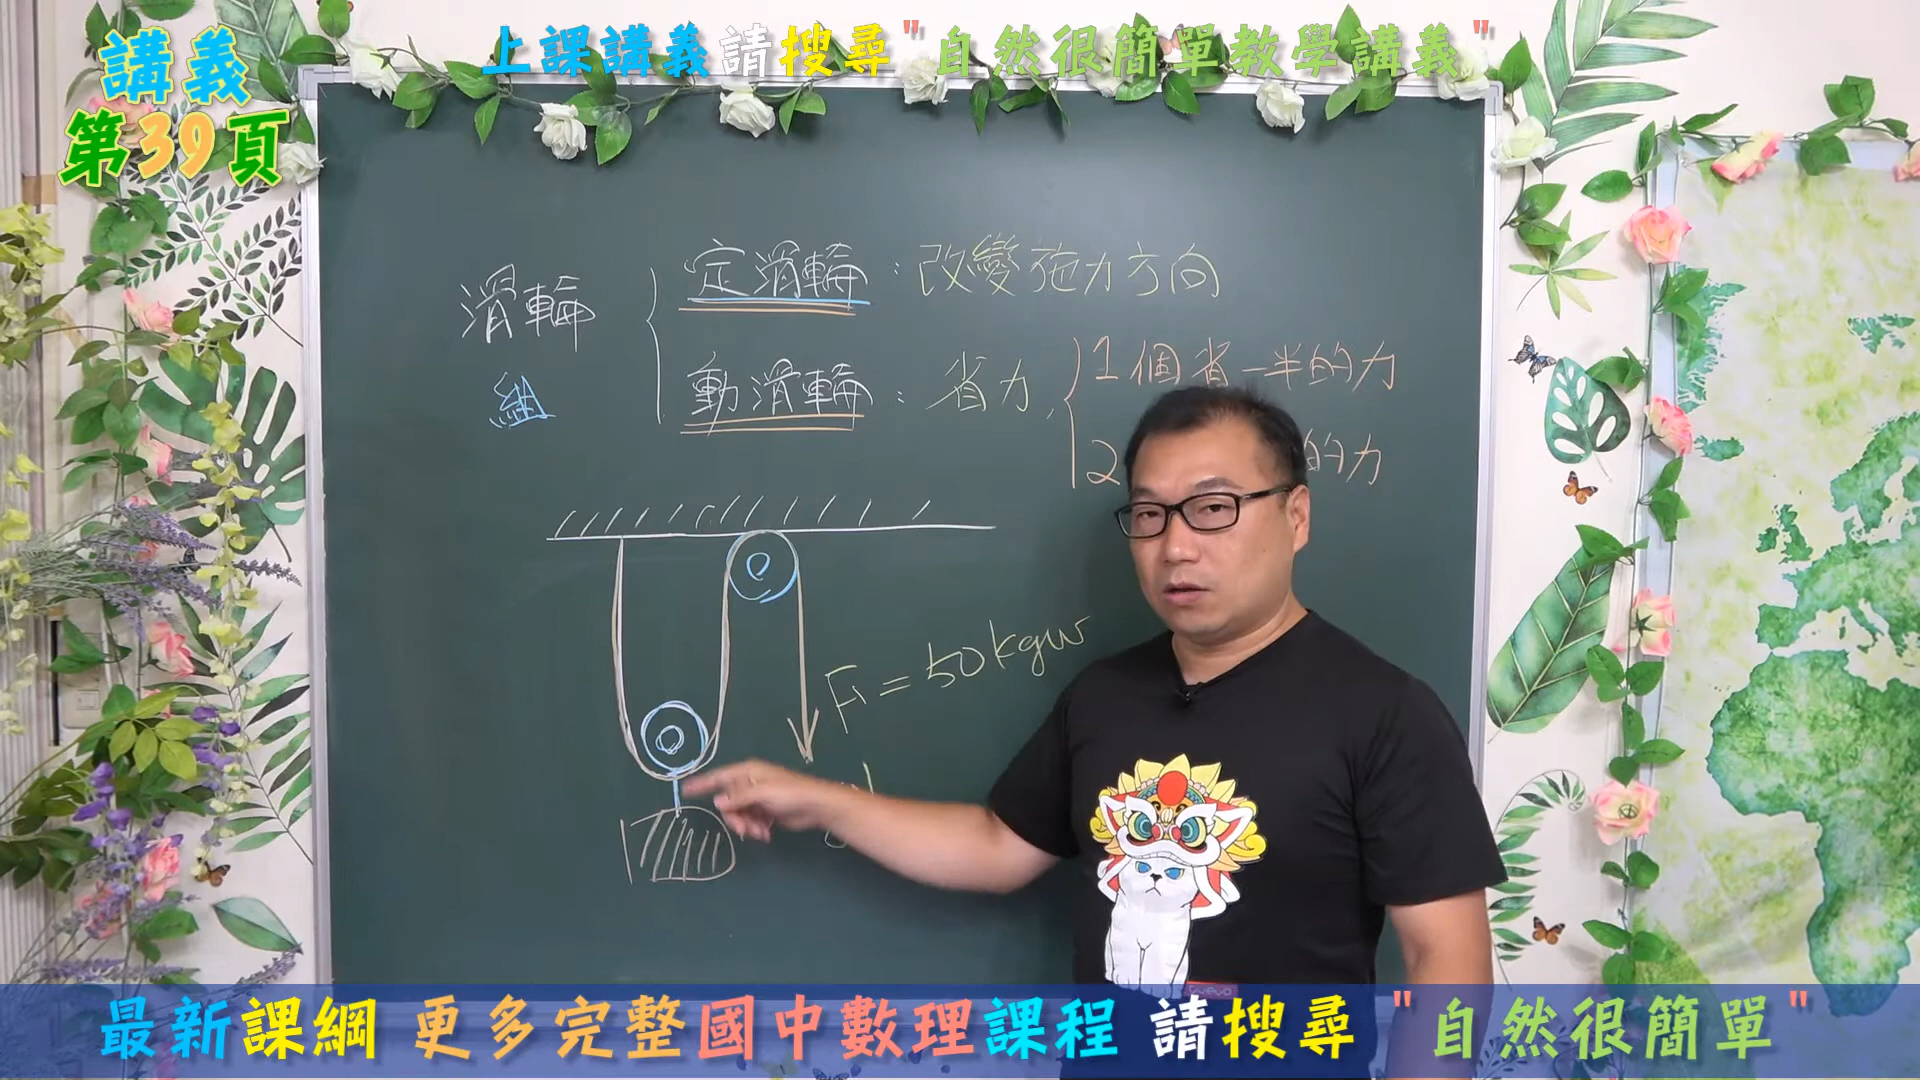 上課講義請搜尋"自然很簡單教學講義"
講義
第39頁
滑輪
組
定滑輪：改變施力方向
動滑輪：省力，
1個省一半的力
2
的力
F₁=50kgw
最新課綱 更多完整國中數理課程 請搜尋"自然很簡單"